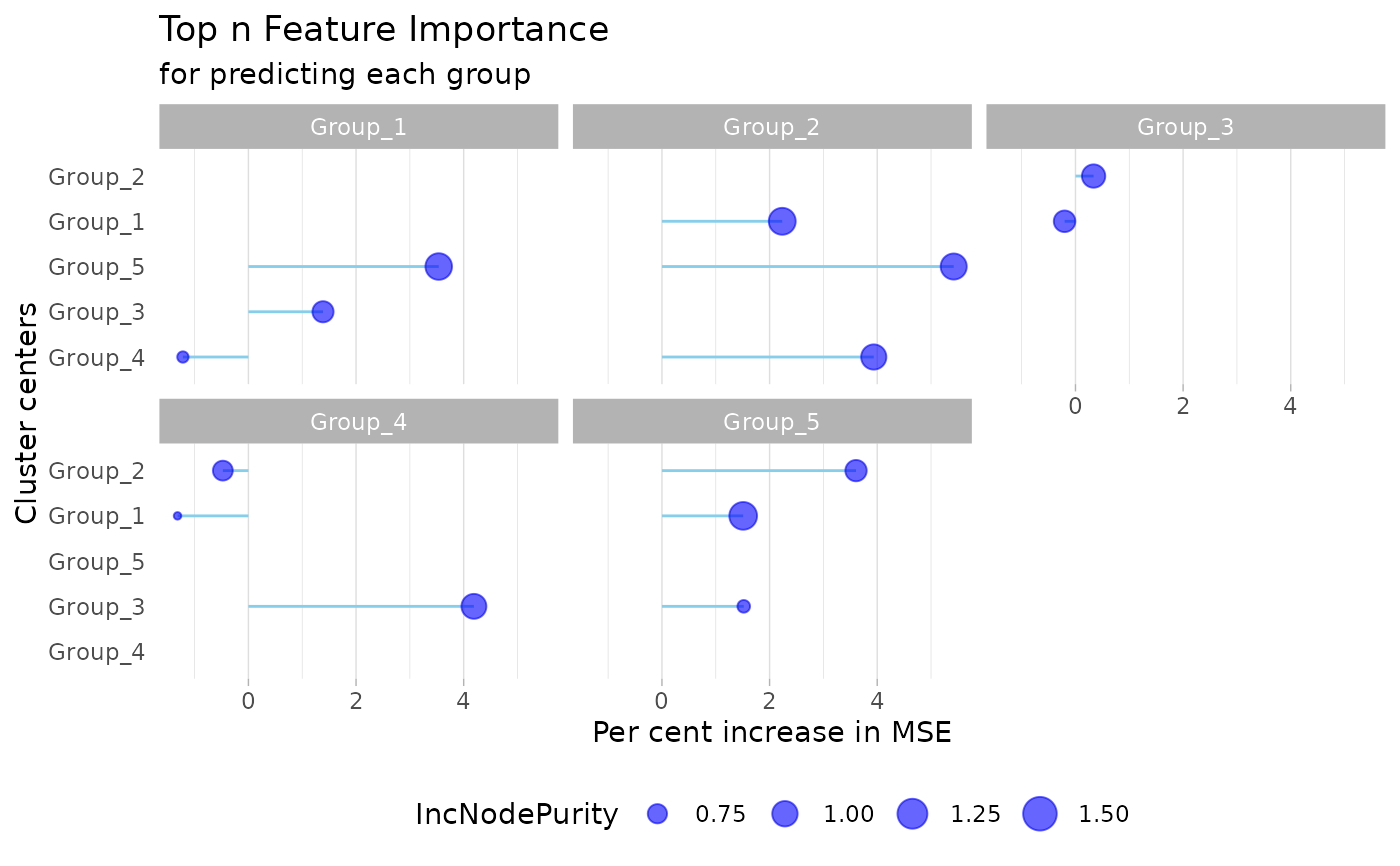 Top n Feature Importance
for predicting each group
Group_1 Group_2 Group_3
Cluster centers
Group_2
Group_1
Group_5
Group_3
Group_4
0 2 4
Group_4 Group_5
Group_2
Group_1
Group_5
Group_3
Group_4
0 2 4 0 2 4
Per cent increase in MSE
IncNodePurity 0.75 1.00 1.25 1.50